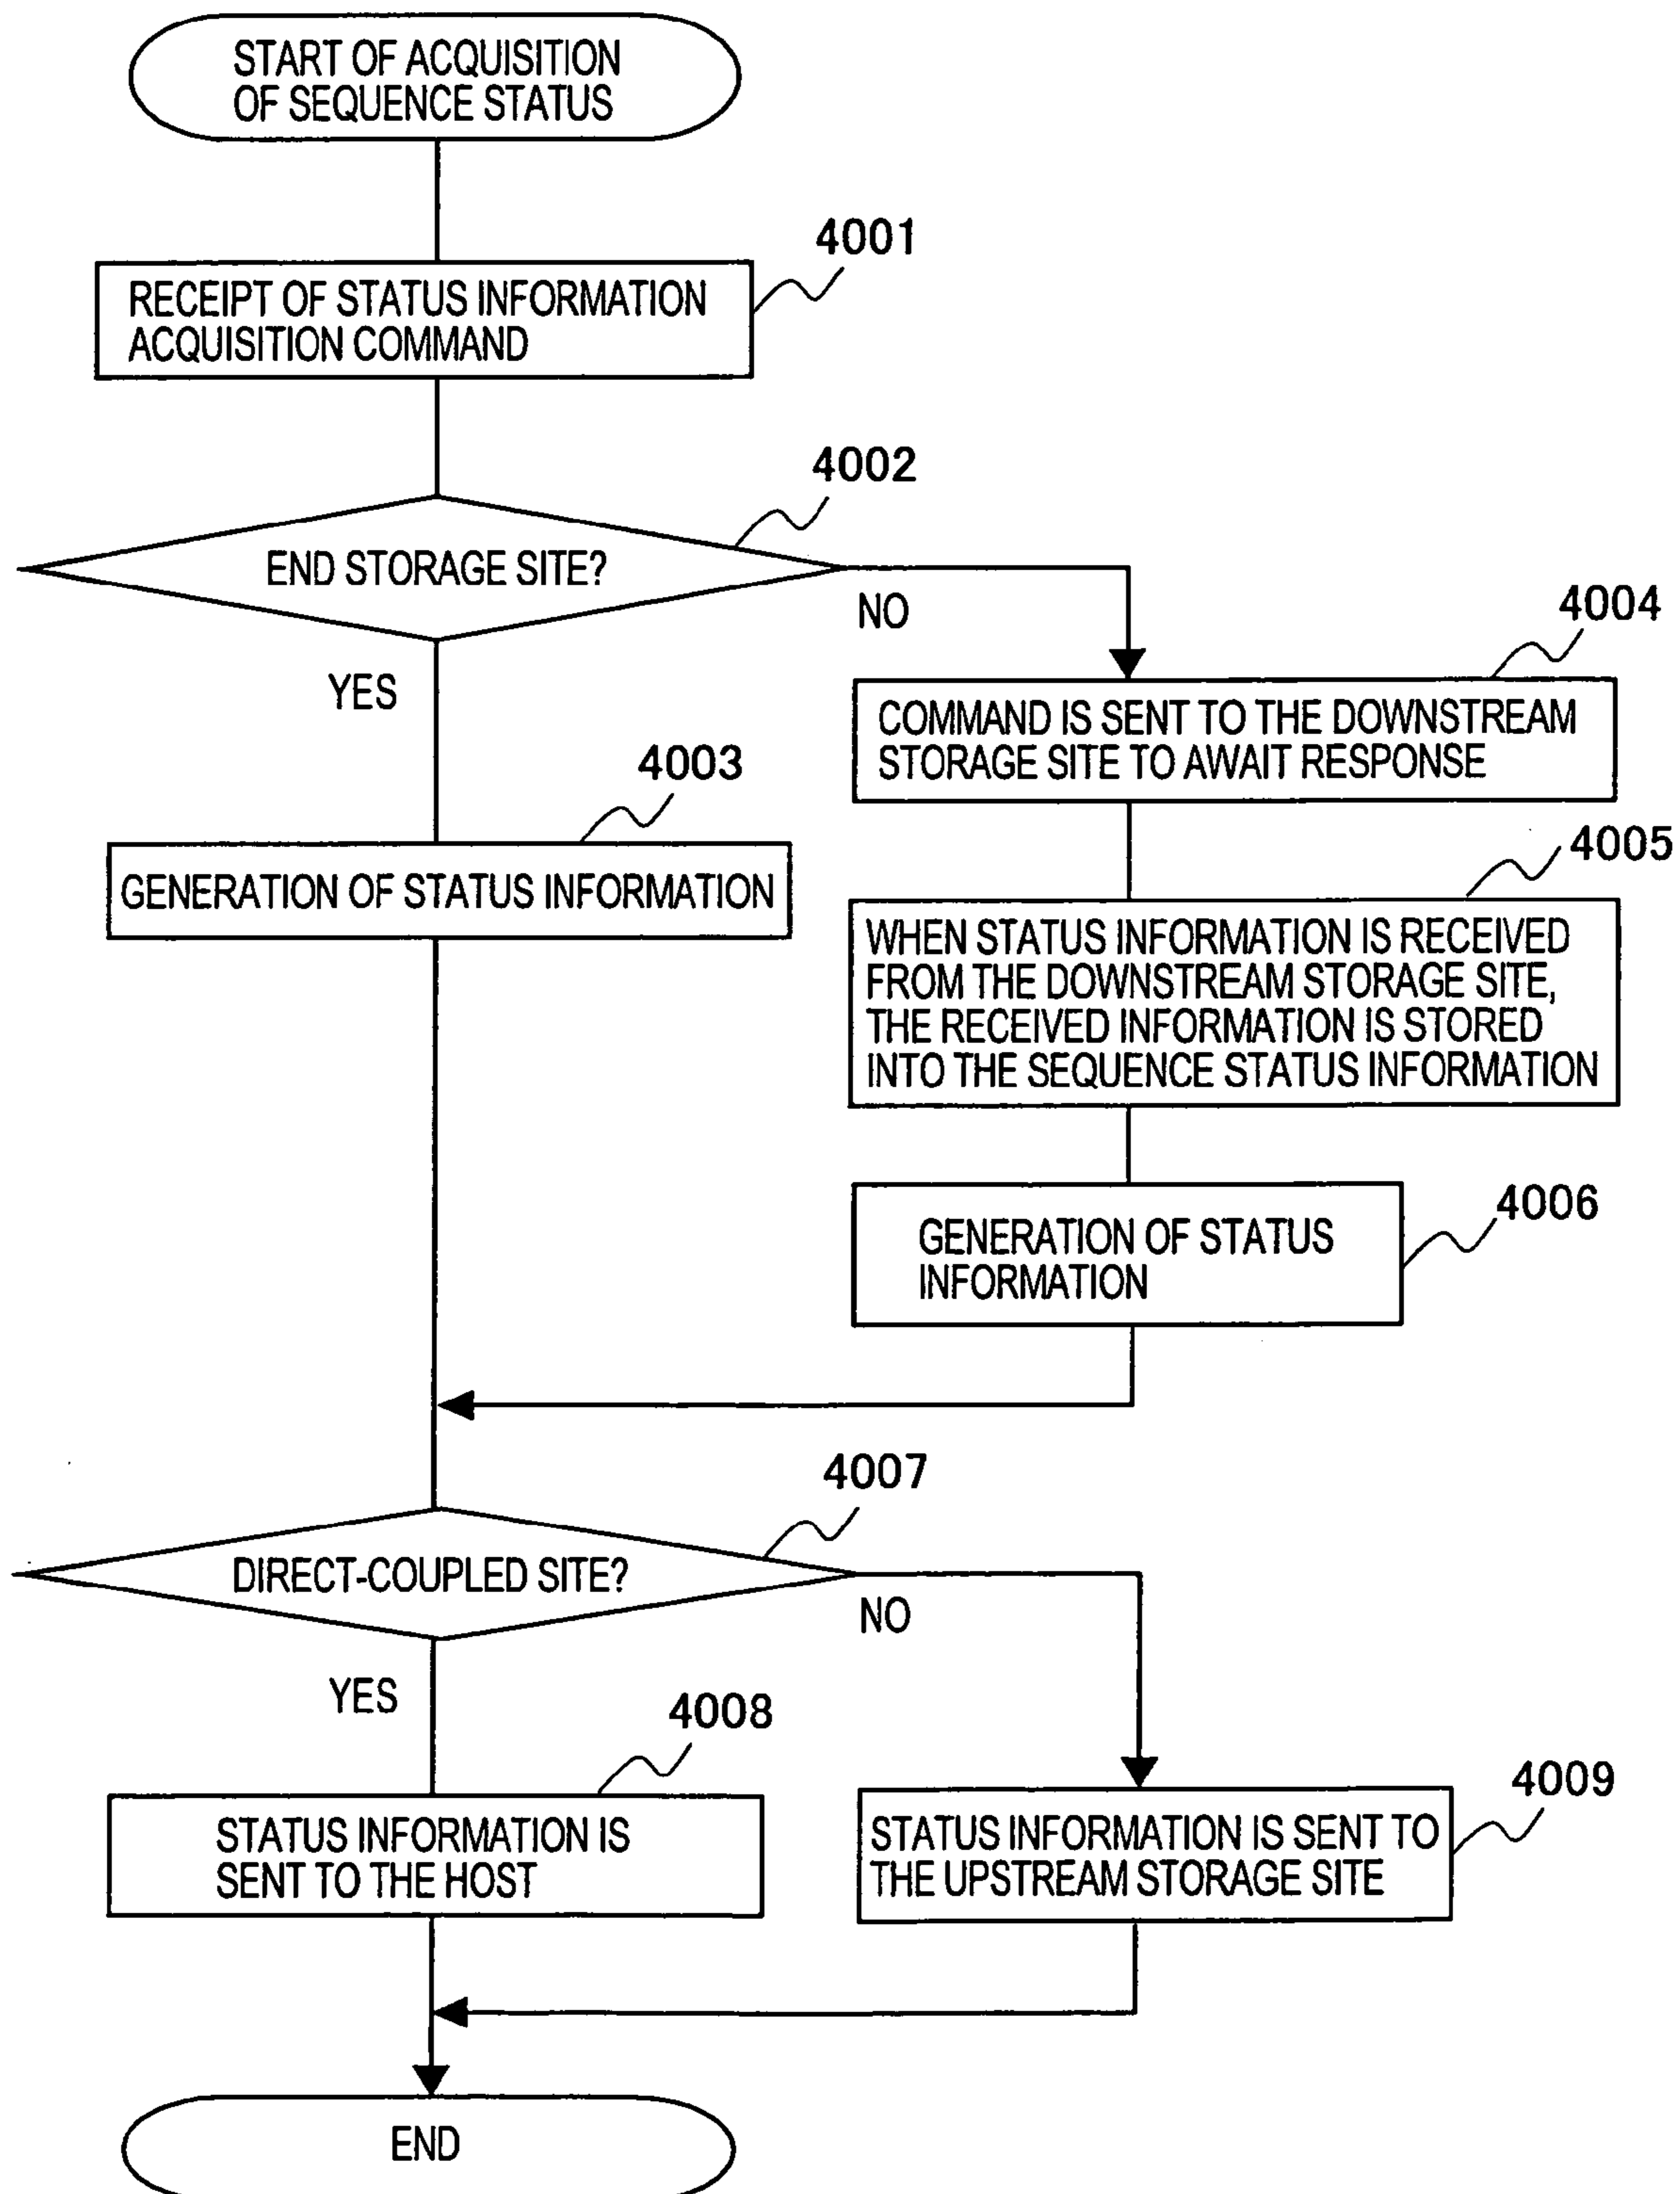 START OF ACQUISITION
OF SEQUENCE STATUS
4001
RECEIPT OF STATUS INFORMATION
ACQUISITION COMMAND
4002
END STORAGE SITE?
NO
YES
4004
COMMAND IS SENT TO THE DOWNSTREAM
STORAGE SITE TO AWAIT RESPONSE
4003
GENERATION OF STATUS INFORMATION
4005
WHEN STATUS INFORMATION IS RECEIVED
FROM THE DOWNSTREAM STORAGE SITE,
THE RECEIVED INFORMATION IS STORED
INTO THE SEQUENCE STATUS INFORMATION
4006
GENERATION OF STATUS
INFORMATION
4007
DIRECT-COUPLED SITE?
NO
YES
4008
STATUS INFORMATION IS
SENT TO THE HOST
4009
STATUS INFORMATION IS SENT TO
THE UPSTREAM STORAGE SITE
END